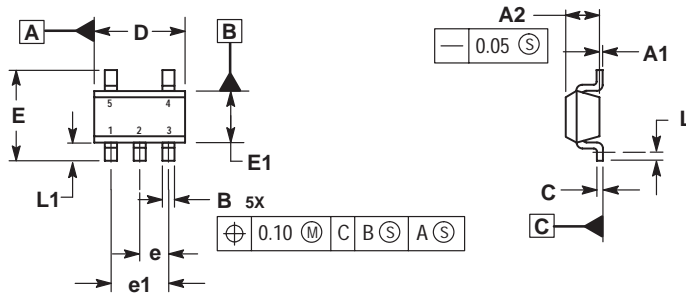 A
D
B
A2
— 0.05 Ⓢ
A1
E
5 4
1 2 3
E1
L
L1
B 5X
C
⌖ 0.10 Ⓜ C B Ⓢ A Ⓢ
C
e
e1